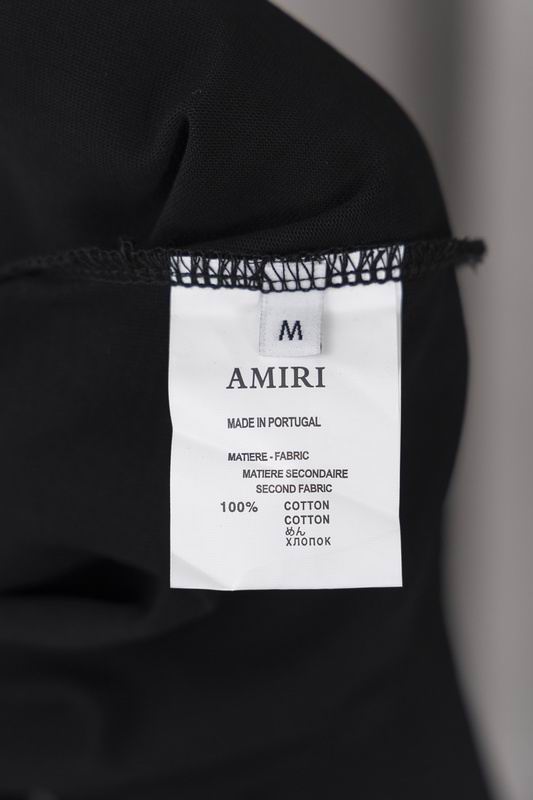 M
AMIRI
MADE IN PORTUGAL
MATIERE - FABRIC
MATIERE SECONDAIRE
SECOND FABRIC
100% COTTON
COTTON
めん
ХЛОПОК